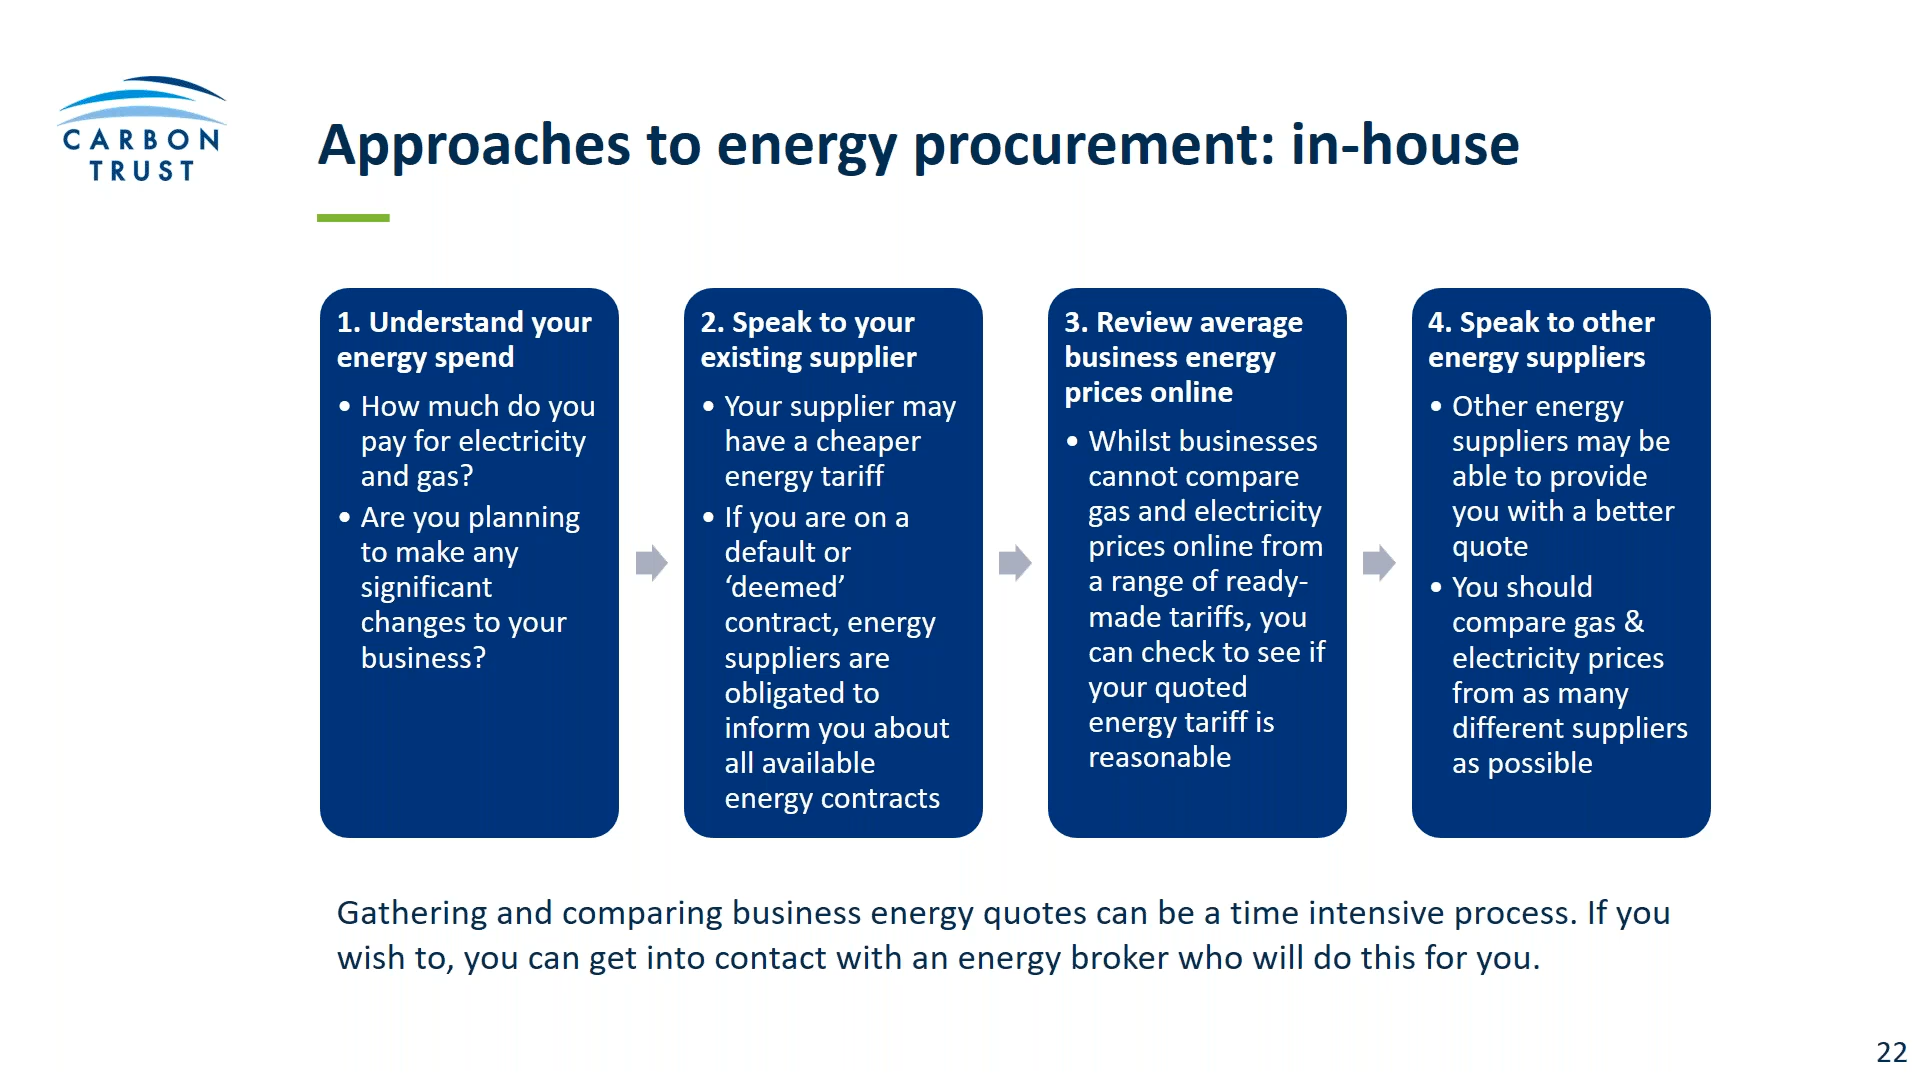 CARBON
TRUST
Approaches to energy procurement: in-house
1. Understand your
energy spend
• How much do you
pay for electricity
and gas?
• Are you planning
to make any
significant
changes to your
business?
2. Speak to your
existing supplier
• Your supplier may
have a cheaper
energy tariff
• If you are on a
default or
‘deemed’
contract, energy
suppliers are
obligated to
inform you about
all available
energy contracts
3. Review average
business energy
prices online
• Whilst businesses
cannot compare
gas and electricity
prices online from
a range of ready-
made tariffs, you
can check to see if
your quoted
energy tariff is
reasonable
4. Speak to other
energy suppliers
• Other energy
suppliers may be
able to provide
you with a better
quote
• You should
compare gas &
electricity prices
from as many
different suppliers
as possible
Gathering and comparing business energy quotes can be a time intensive process. If you
wish to, you can get into contact with an energy broker who will do this for you.
22